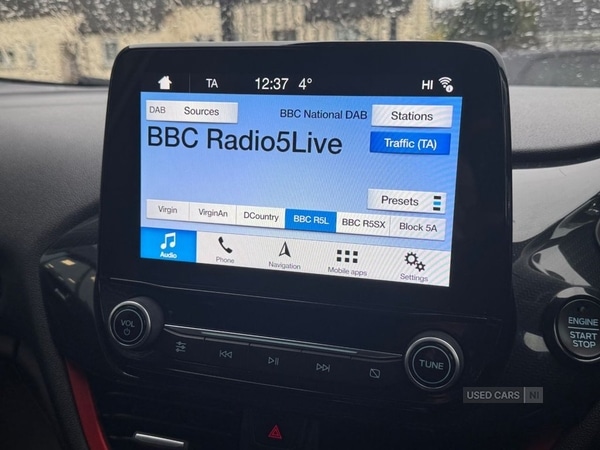 TA 12:37 4° HI
DAB Sources BBC National DAB Stations
BBC Radio5Live Traffic (TA)
Presets
Virgin VirginAn DCountry BBC R5L BBC R5SX Block 5A
Audio Phone Navigation Mobile apps Settings
VOL
TUNE
ENGINE
START
STOP
USED CARS NI